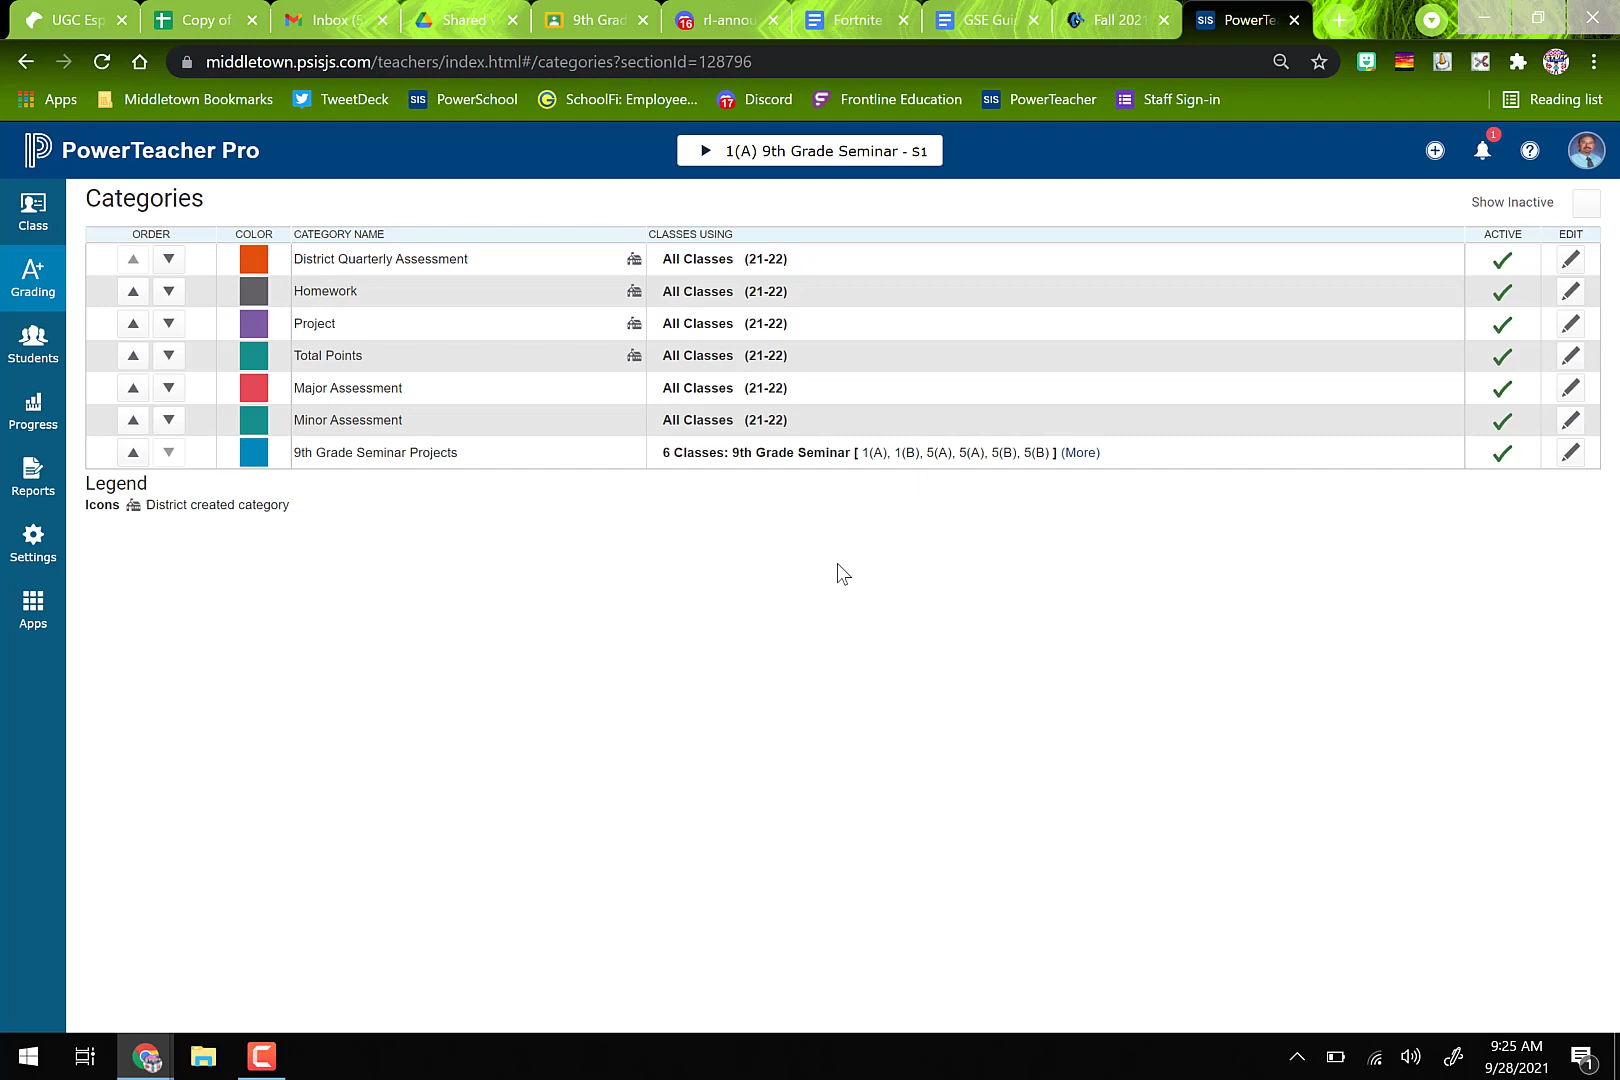 UGC Esp
Copy of
Inbox (5
Shared
9th Grad
16
rl-annou
Fortnite
GSE Gui
Fall 2021
SIS
PowerTe
middletown.psisjs.com/teachers/index.html#/categories?sectionId=128796
Apps
Middletown Bookmarks
TweetDeck
SIS
PowerSchool
SchoolFi: Employee...
17
Discord
Frontline Education
SIS
PowerTeacher
Staff Sign-in
Reading list
PowerTeacher Pro
1(A) 9th Grade Seminar - S1
1
Class
Grading
Students
Progress
Reports
Settings
Apps
Categories
Show Inactive
ORDER COLOR CATEGORY NAME CLASSES USING ACTIVE EDIT
District Quarterly Assessment All Classes (21-22)
Homework All Classes (21-22)
Project All Classes (21-22)
Total Points All Classes (21-22)
Major Assessment All Classes (21-22)
Minor Assessment All Classes (21-22)
9th Grade Seminar Projects 6 Classes: 9th Grade Seminar [ 1(A), 1(B), 5(A), 5(A), 5(B), 5(B) ] (More)
Legend
Icons District created category
9:25 AM
9/28/2021
1